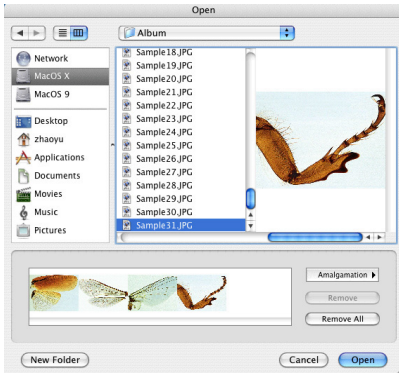 Open
Album
Network
MacOS X
MacOS 9
Desktop
zhaoyu
Applications
Documents
Movies
Music
Pictures
Sample18.JPG
Sample19.JPG
Sample20.JPG
Sample21.JPG
Sample22.JPG
Sample23.JPG
Sample24.JPG
Sample25.JPG
Sample26.JPG
Sample27.JPG
Sample28.JPG
Sample29.JPG
Sample30.JPG
Sample31.JPG
Amalgamation
Remove
Remove All
New Folder
Cancel
Open